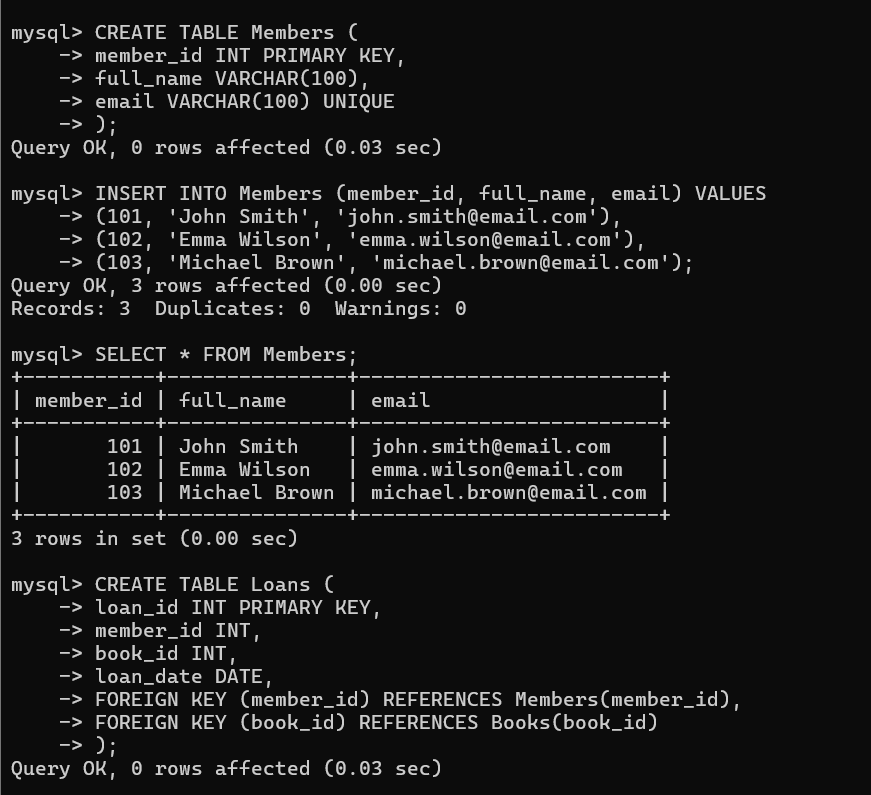 mysql> CREATE TABLE Members (
    -> member_id INT PRIMARY KEY,
    -> full_name VARCHAR(100),
    -> email VARCHAR(100) UNIQUE
    -> );
Query OK, 0 rows affected (0.03 sec)

mysql> INSERT INTO Members (member_id, full_name, email) VALUES
    -> (101, 'John Smith', 'john.smith@email.com'),
    -> (102, 'Emma Wilson', 'emma.wilson@email.com'),
    -> (103, 'Michael Brown', 'michael.brown@email.com');
Query OK, 3 rows affected (0.00 sec)
Records: 3  Duplicates: 0  Warnings: 0

mysql> SELECT * FROM Members;
+-----------+---------------+-------------------------+
| member_id | full_name     | email                   |
+-----------+---------------+-------------------------+
|       101 | John Smith    | john.smith@email.com    |
|       102 | Emma Wilson   | emma.wilson@email.com   |
|       103 | Michael Brown | michael.brown@email.com |
+-----------+---------------+-------------------------+
3 rows in set (0.00 sec)

mysql> CREATE TABLE Loans (
    -> loan_id INT PRIMARY KEY,
    -> member_id INT,
    -> book_id INT,
    -> loan_date DATE,
    -> FOREIGN KEY (member_id) REFERENCES Members(member_id),
    -> FOREIGN KEY (book_id) REFERENCES Books(book_id)
    -> );
Query OK, 0 rows affected (0.03 sec)